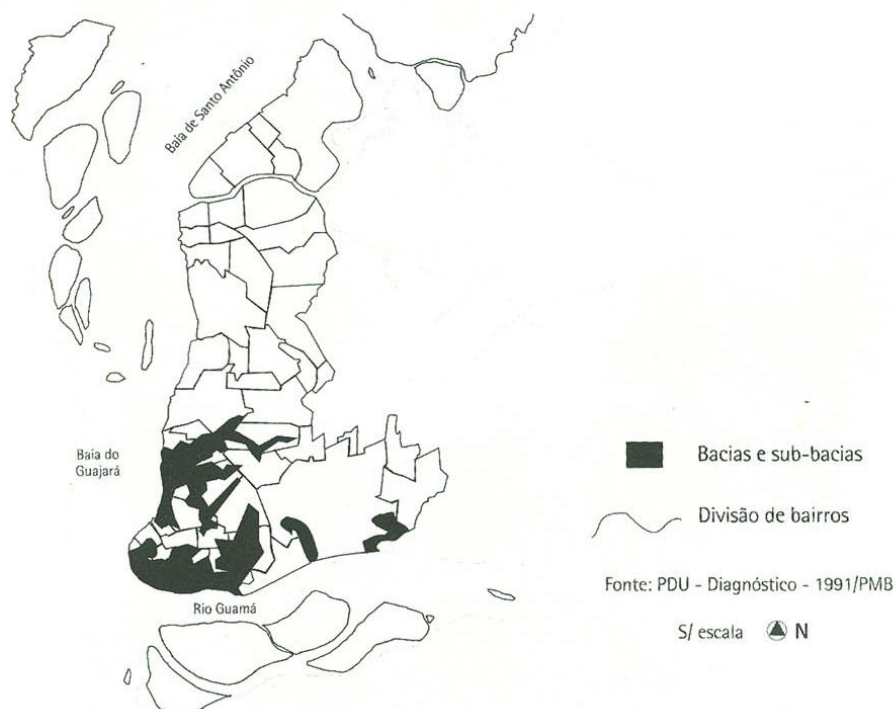 Baía de Santo Antônio
Baía do
Guajará
Rio Guamá
Bacias e sub-bacias
Divisão de bairros
Fonte: PDU - Diagnóstico - 1991/PMB
S/ escala N